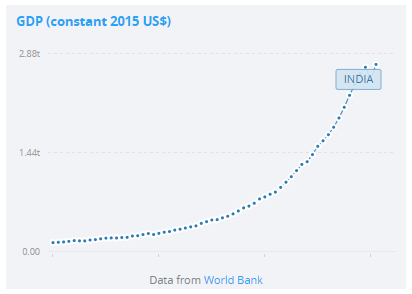 GDP (constant 2015 US$)
2.88t
INDIA
1.44t
0.00
Data from World Bank